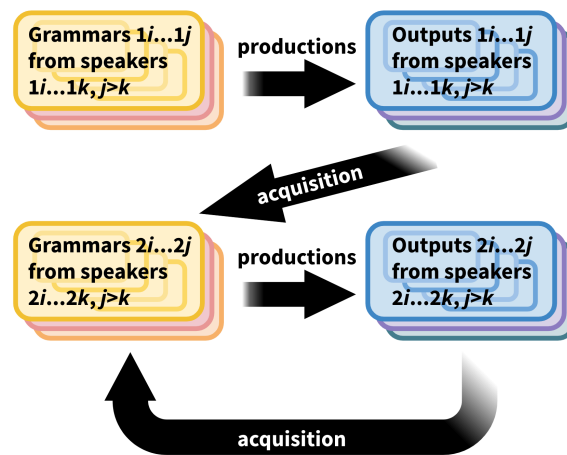 Grammars 1i...1j
from speakers
1i...1k, j>k
productions
Outputs 1i...1j
from speakers
1i...1k, j>k
acquisition
Grammars 2i...2j
from speakers
2i...2k, j>k
productions
Outputs 2i...2j
from speakers
2i...2k, j>k
acquisition